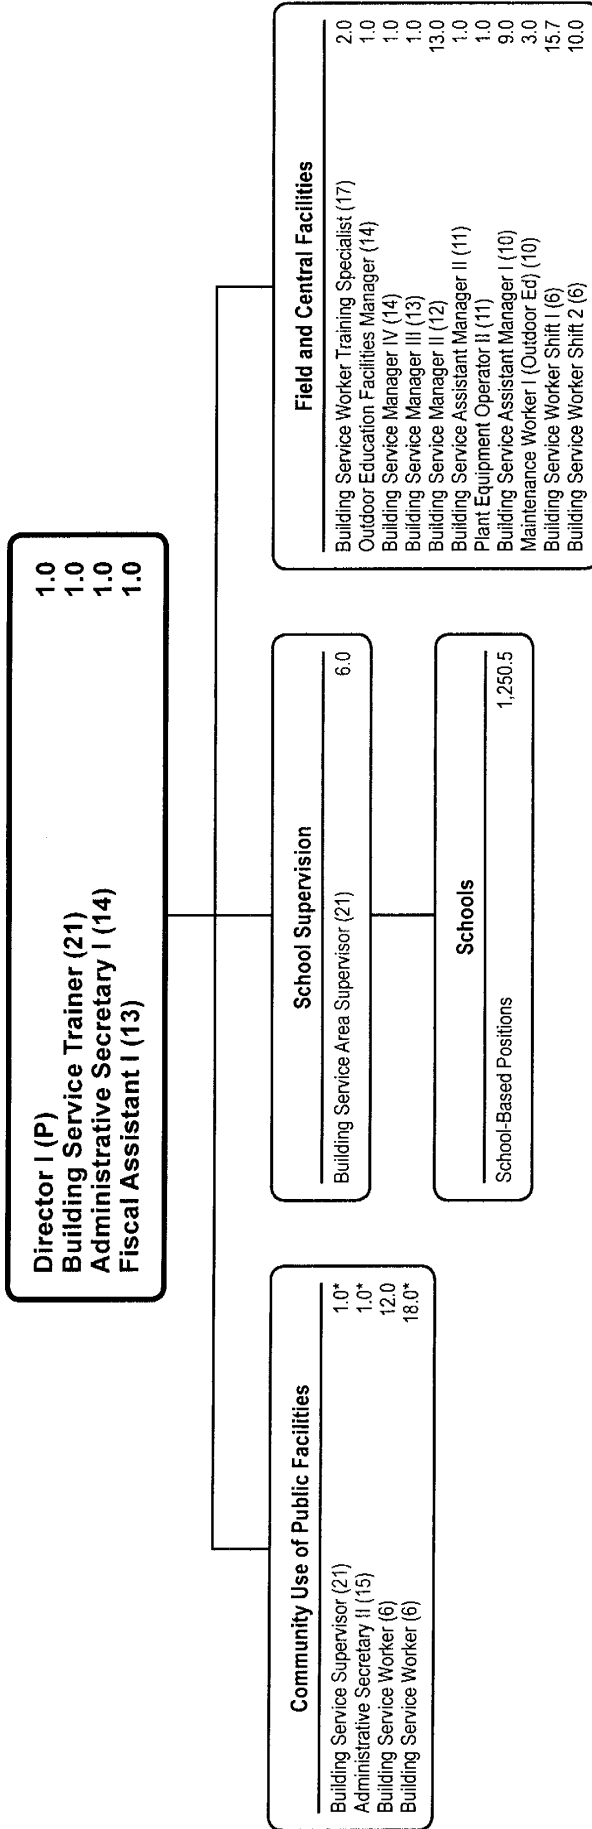 Director I (P) 1.0
Building Service Trainer (21) 1.0
Administrative Secretary I (14) 1.0
Fiscal Assistant I (13) 1.0
Community Use of Public Facilities
Building Service Supervisor (21) 1.0*
Administrative Secretary II (15) 1.0*
Building Service Worker (6) 12.0
Building Service Worker (6) 18.0*
School Supervision
Building Service Area Supervisor (21) 6.0
Schools
School-Based Positions 1,250.5
Field and Central Facilities
Building Service Worker Training Specialist (17) 2.0
Outdoor Education Facilities Manager (14) 1.0
Building Service Manager IV (14) 1.0
Building Service Manager III (13) 1.0
Building Service Manager II (12) 13.0
Building Service Assistant Manager II (11) 1.0
Plant Equipment Operator II (11) 1.0
Building Service Assistant Manager I (10) 9.0
Maintenance Worker I (Outdoor Ed) (10) 3.0
Building Service Worker Shift I (6) 15.7
Building Service Worker Shift 2 (6) 10.0